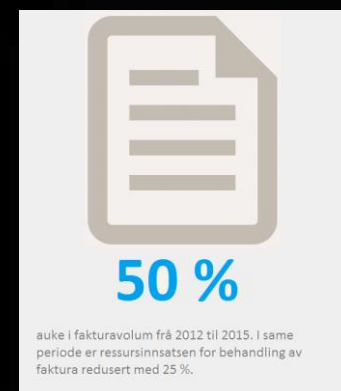 50 %
auke i fakturavolum frå 2012 til 2015. I same
periode er ressursinnsatsen for behandling av
faktura redusert med 25 %.